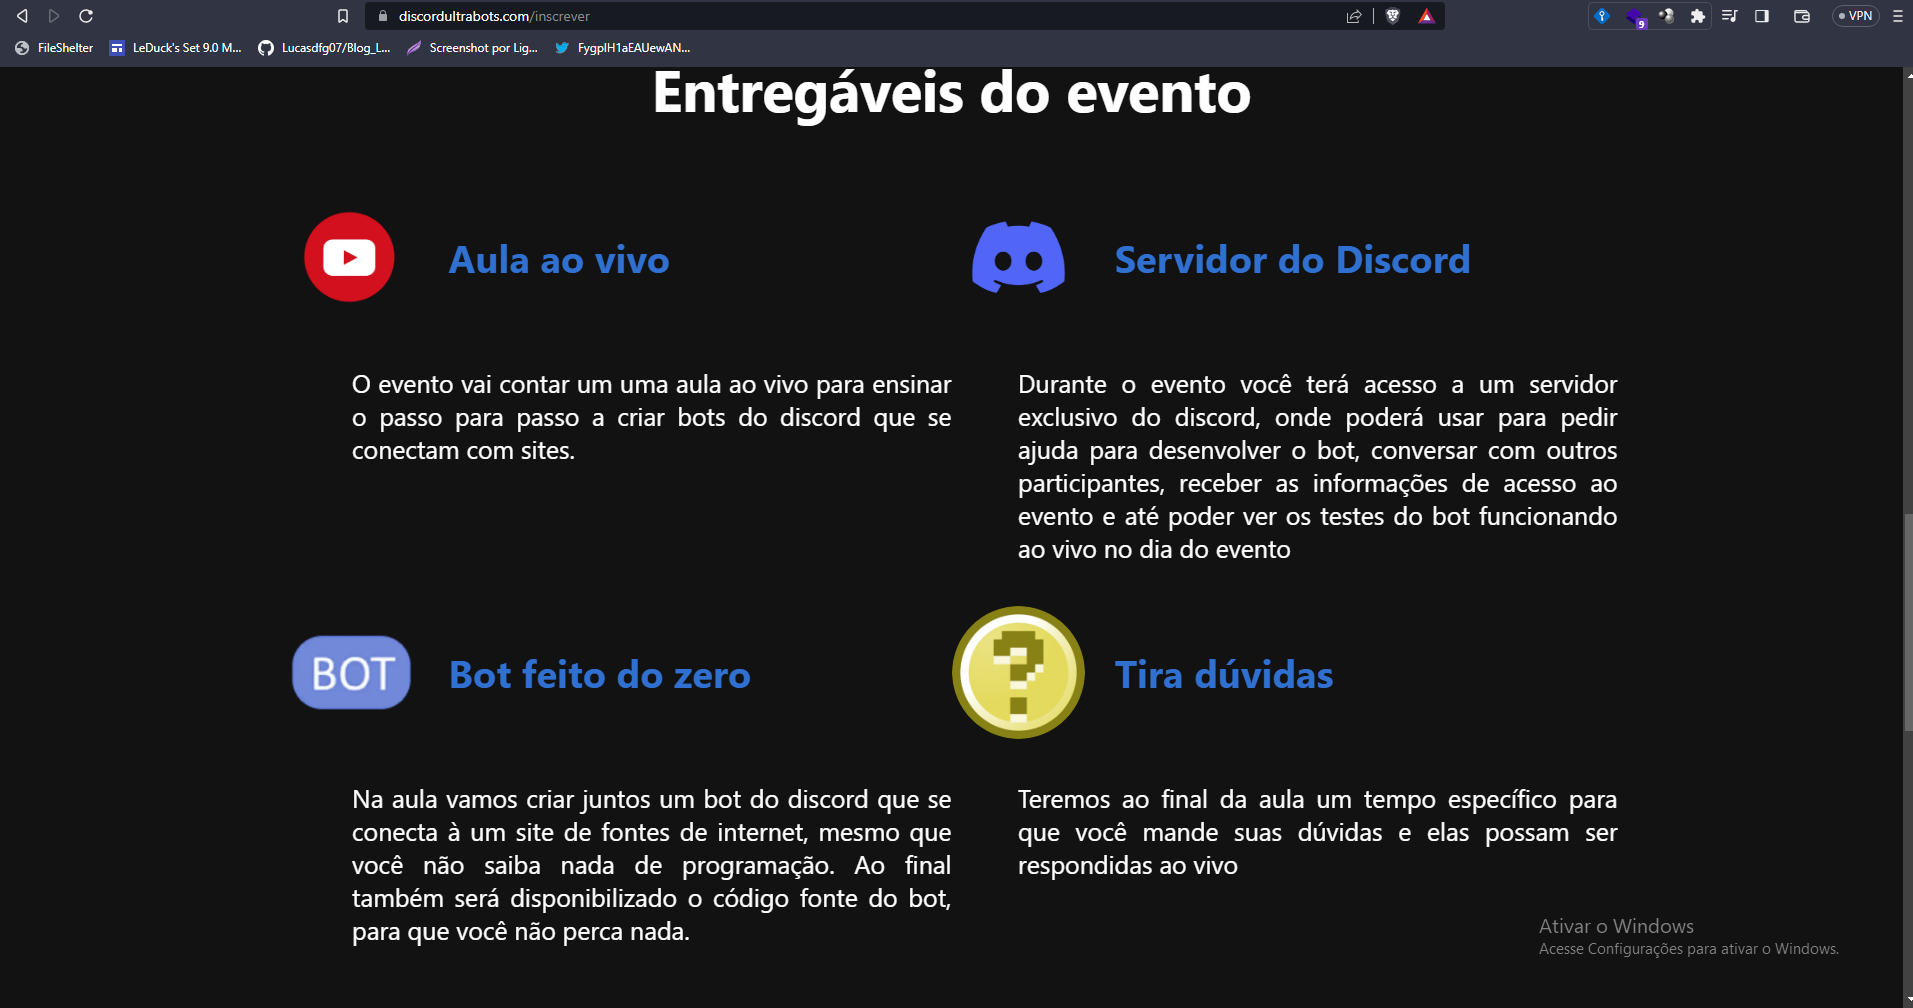 discordultrabots.com/inscrever
9
VPN
FileShelter
LeDuck's Set 9.0 M...
Lucasdfg07/Blog_L...
Screenshot por Lig...
FygpIH1aEAUewAN...
Entregáveis do evento
Aula ao vivo
O evento vai contar um uma aula ao vivo para ensinar
o passo para passo a criar bots do discord que se
conectam com sites.
Servidor do Discord
Durante o evento você terá acesso a um servidor
exclusivo do discord, onde poderá usar para pedir
ajuda para desenvolver o bot, conversar com outros
participantes, receber as informações de acesso ao
evento e até poder ver os testes do bot funcionando
ao vivo no dia do evento
BOT
Bot feito do zero
Na aula vamos criar juntos um bot do discord que se
conecta à um site de fontes de internet, mesmo que
você não saiba nada de programação. Ao final
também será disponibilizado o código fonte do bot,
para que você não perca nada.
?
Tira dúvidas
Teremos ao final da aula um tempo específico para
que você mande suas dúvidas e elas possam ser
respondidas ao vivo
Ativar o Windows
Acesse Configurações para ativar o Windows.